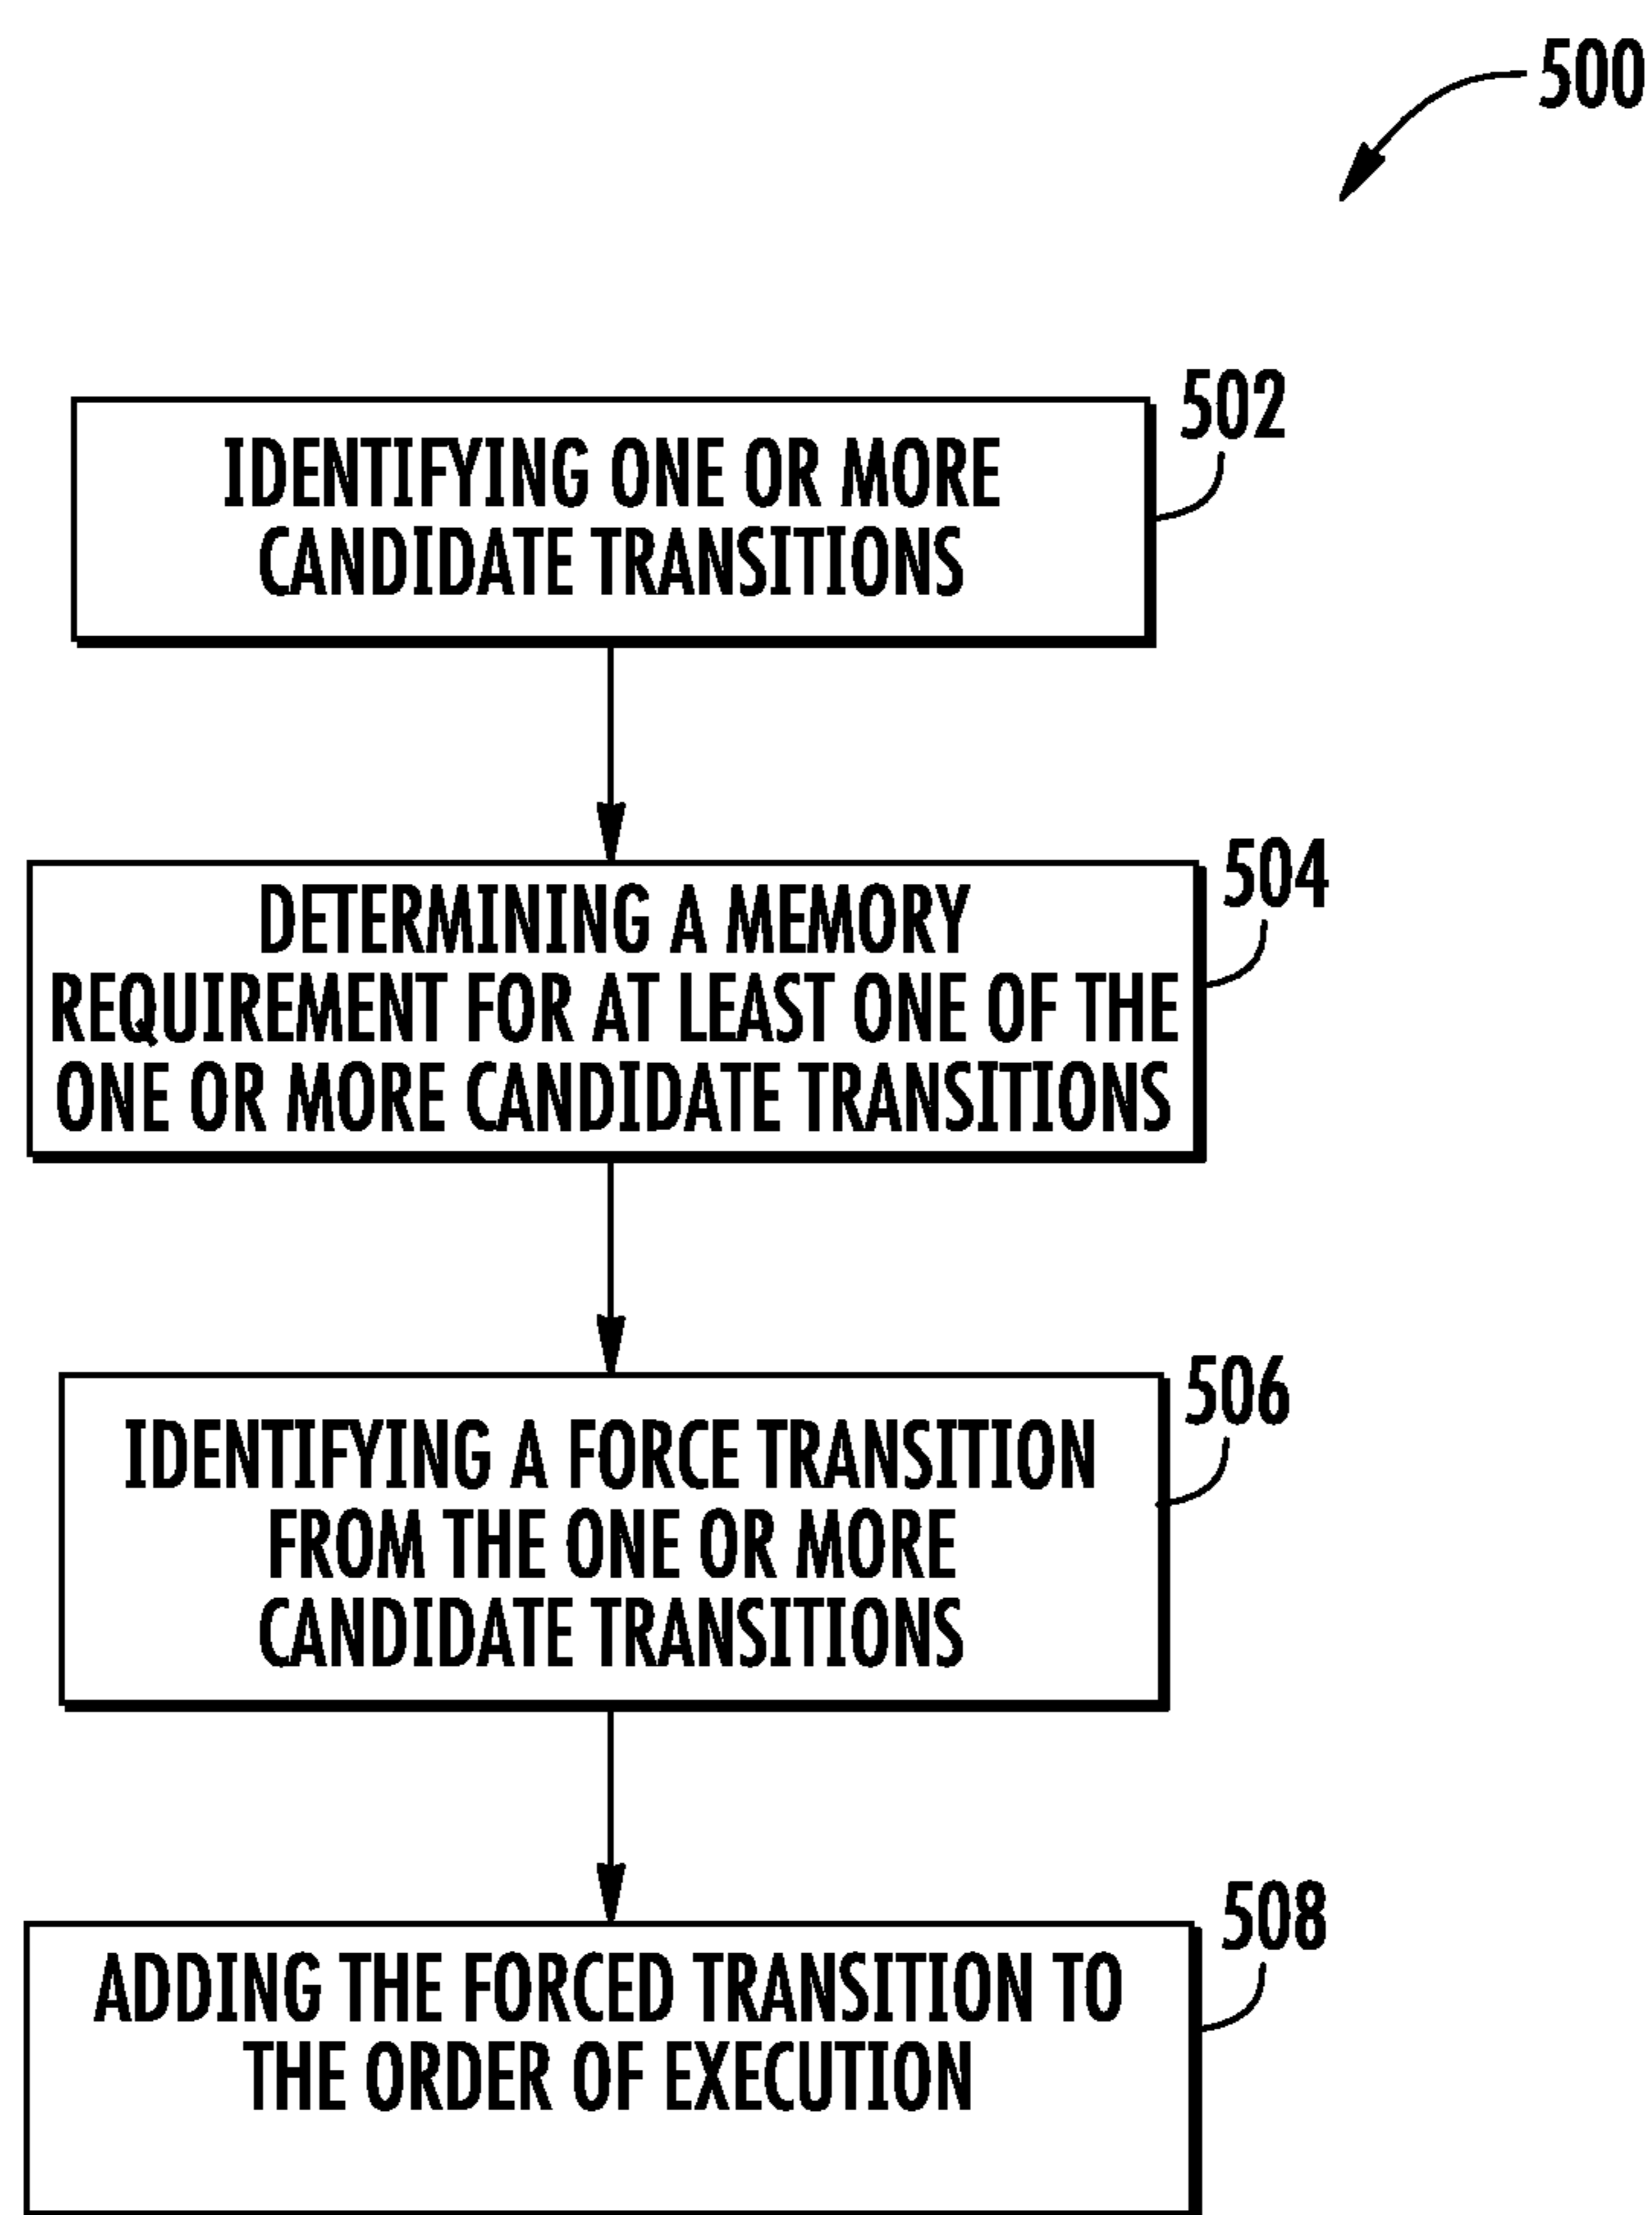 500
502
IDENTIFYING ONE OR MORE
CANDIDATE TRANSITIONS
504
DETERMINING A MEMORY
REQUIREMENT FOR AT LEAST ONE OF THE
ONE OR MORE CANDIDATE TRANSITIONS
506
IDENTIFYING A FORCE TRANSITION
FROM THE ONE OR MORE
CANDIDATE TRANSITIONS
508
ADDING THE FORCED TRANSITION TO
THE ORDER OF EXECUTION